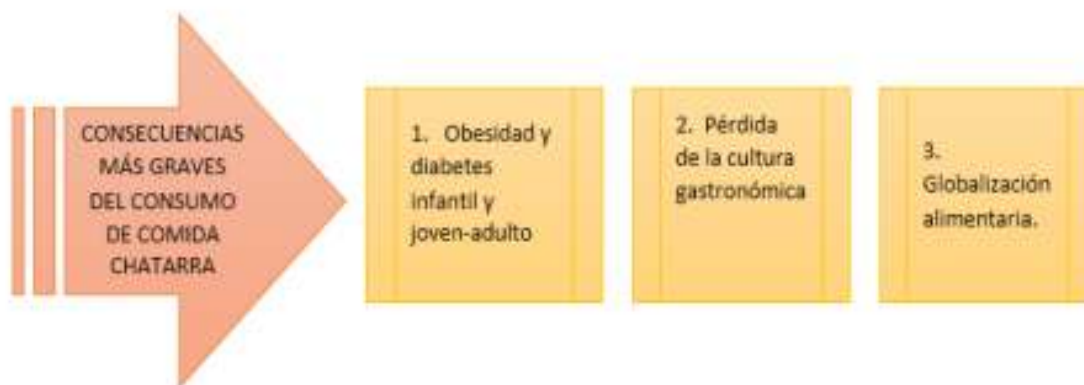 CONSECUENCIAS
MÁS GRAVES
DEL CONSUMO
DE COMIDA
CHATARRA
1. Obesidad y
diabetes
infantil y
joven-adulto
2. Pérdida
de la cultura
gastronómica
3.
Globalización
alimentaria.